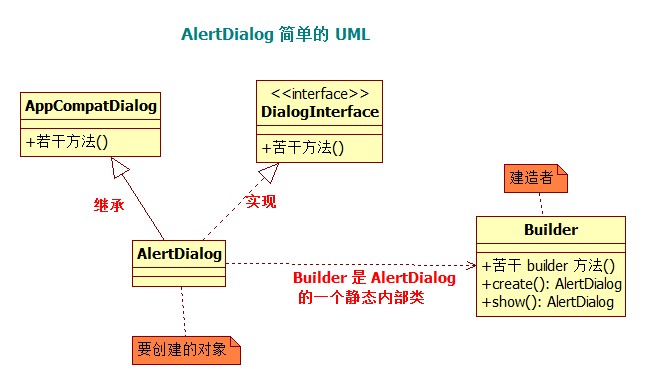 AlertDialog 简单的 UML
AppCompatDialog
+若干方法()
<<interface>>
DialogInterface
+苦干方法()
继承
实现
建造者
Builder
+苦干 builder 方法()
+create(): AlertDialog
+show(): AlertDialog
AlertDialog
Builder 是 AlertDialog
的一个静态内部类
要创建的对象